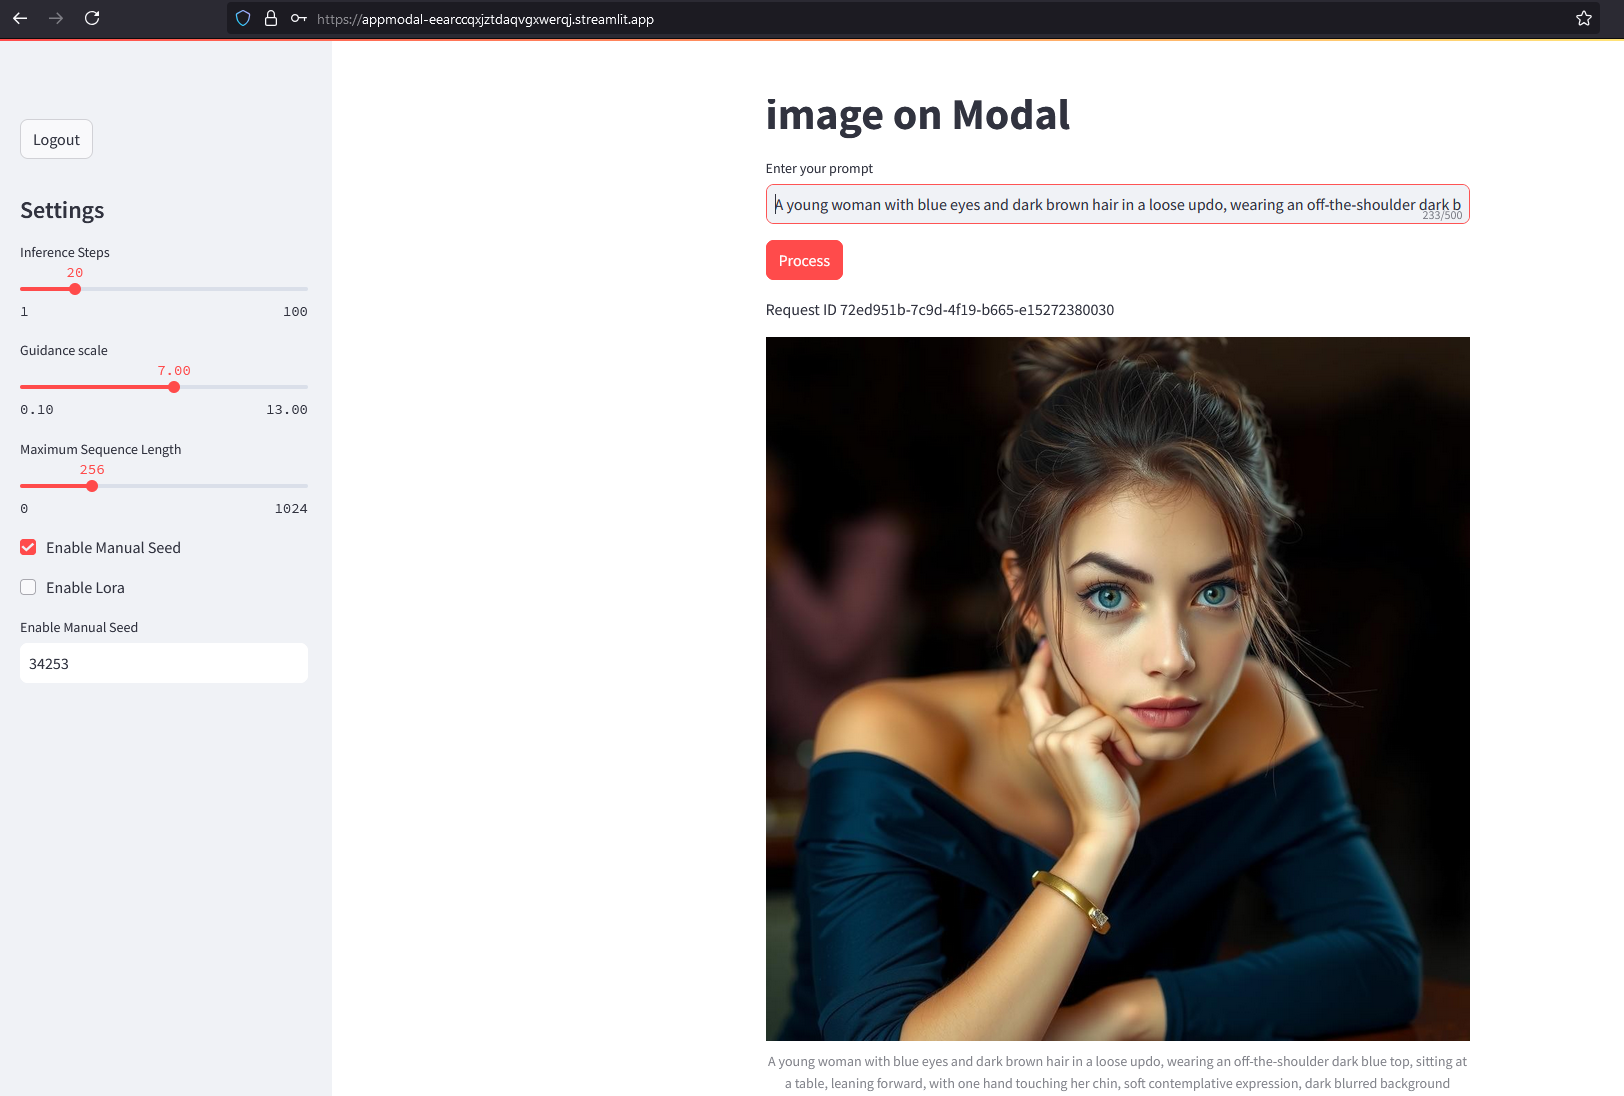 https://appmodal-eearccqxjztdaqvgxwerqj.streamlit.app
Logout
Settings
Inference Steps
20
1 100
Guidance scale
7.00
0.10 13.00
Maximum Sequence Length
256
0 1024
Enable Manual Seed
Enable Lora
Enable Manual Seed
34253
image on Modal
Enter your prompt
A young woman with blue eyes and dark brown hair in a loose updo, wearing an off-the-shoulder dark b
233/500
Process
Request ID 72ed951b-7c9d-4f19-b665-e15272380030
A young woman with blue eyes and dark brown hair in a loose updo, wearing an off-the-shoulder dark blue top, sitting at
a table, leaning forward, with one hand touching her chin, soft contemplative expression, dark blurred background